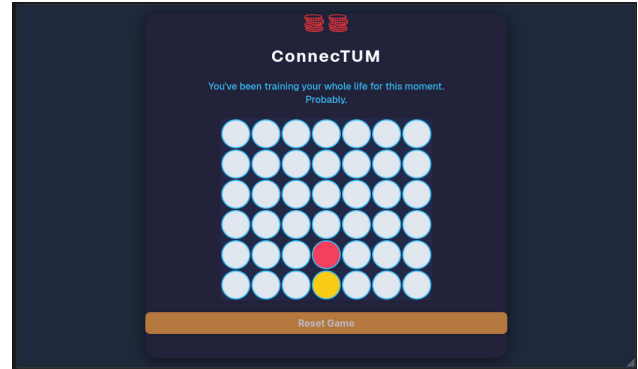 ConnecTUM
You've been training your whole life for this moment.
Probably.
Reset Game